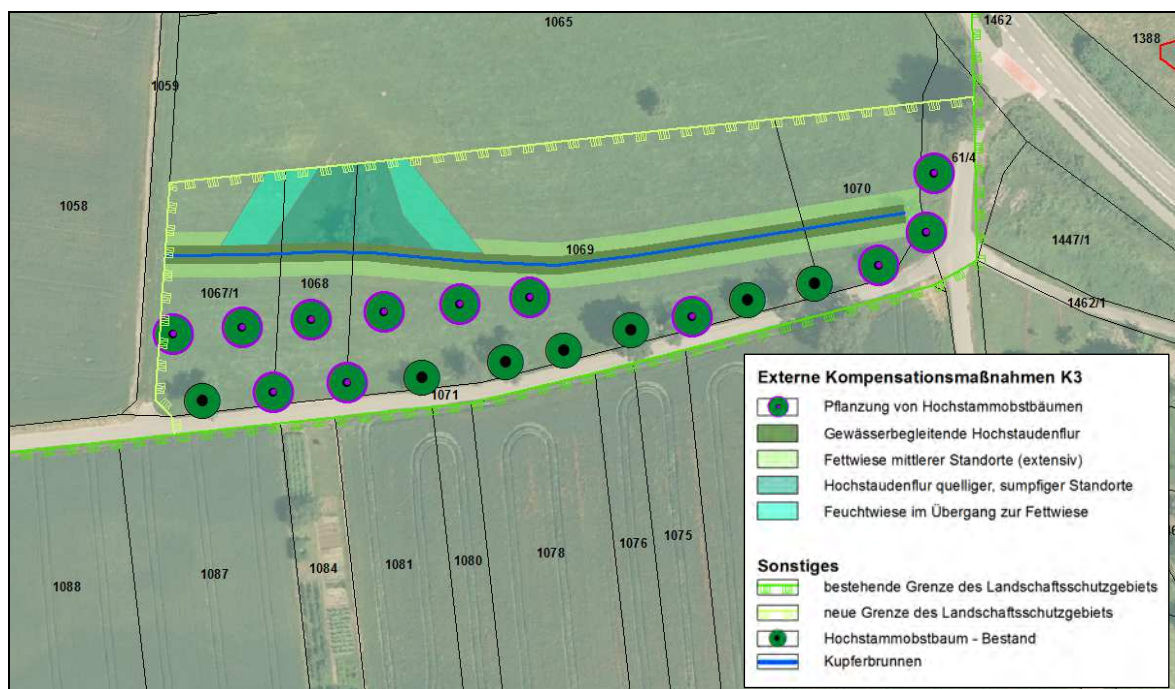 1065
1462
1388
1059
61/4
1058
1070
1447/1
1069
1067/1
1068
1462/1
1071
Externe Kompensationsmaßnahmen K3
Pflanzung von Hochstammobstbäumen
Gewässerbegleitende Hochstaudenflur
Fettwiese mittlerer Standorte (extensiv)
Hochstaudenflur quelliger, sumpfiger Standorte
Feuchtwiese im Übergang zur Fettwiese
Sonstiges
bestehende Grenze des Landschaftsschutzgebiets
neue Grenze des Landschaftsschutzgebiets
Hochstammobstbaum - Bestand
Kupferbrunnen
1076
1075
1078
1080
1081
1084
1087
1088